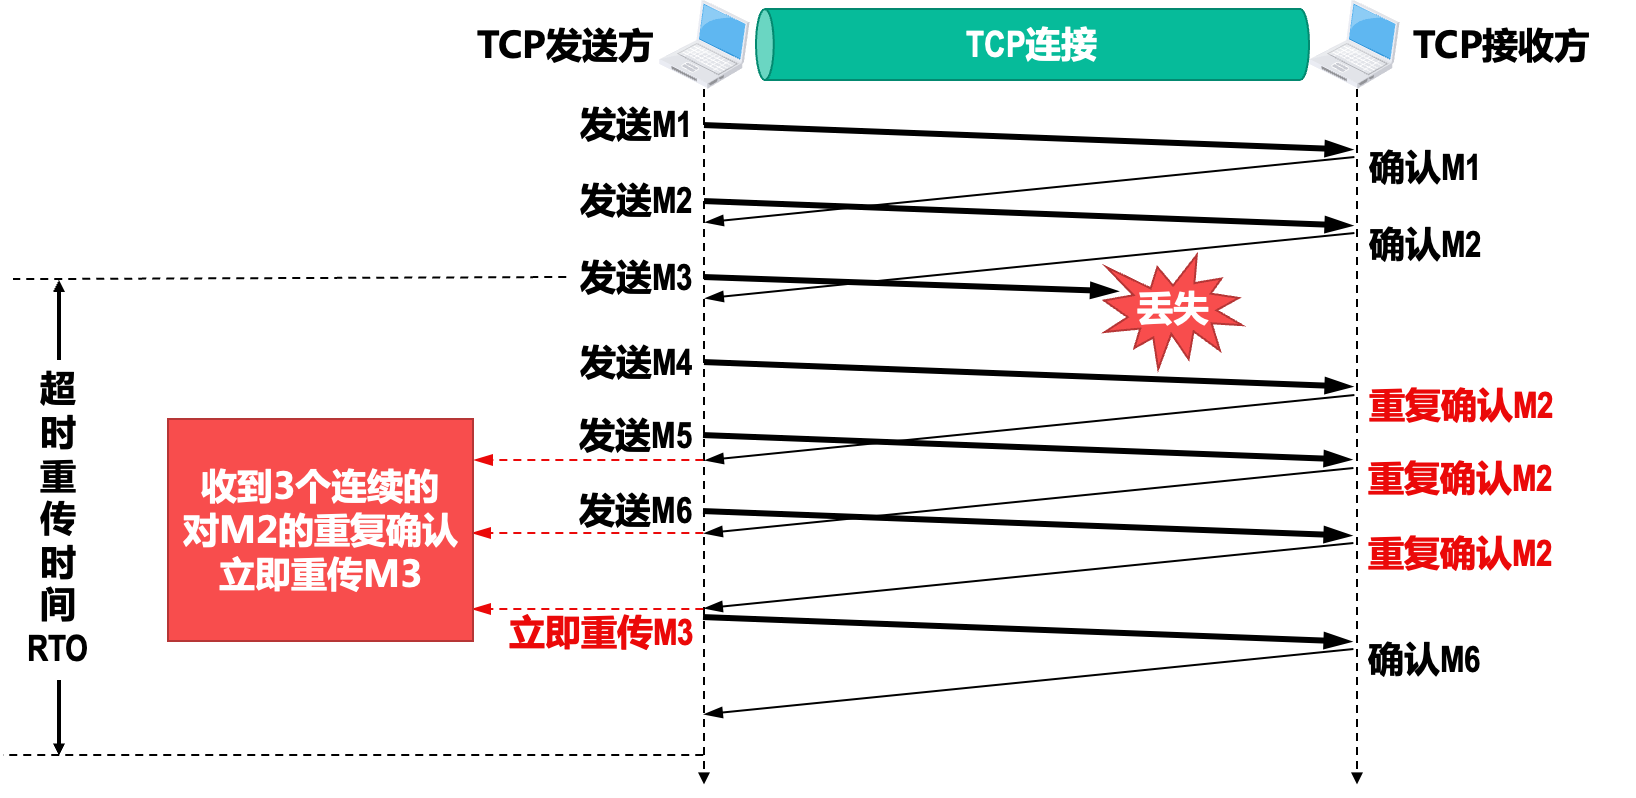 TCP发送方
TCP连接
TCP接收方
发送M1
确认M1
发送M2
确认M2
发送M3
丢失
发送M4
重复确认M2
发送M5
重复确认M2
发送M6
重复确认M2
收到3个连续的
对M2的重复确认
立即重传M3
立即重传M3
确认M6
超
时
重
传
时
间
RTO